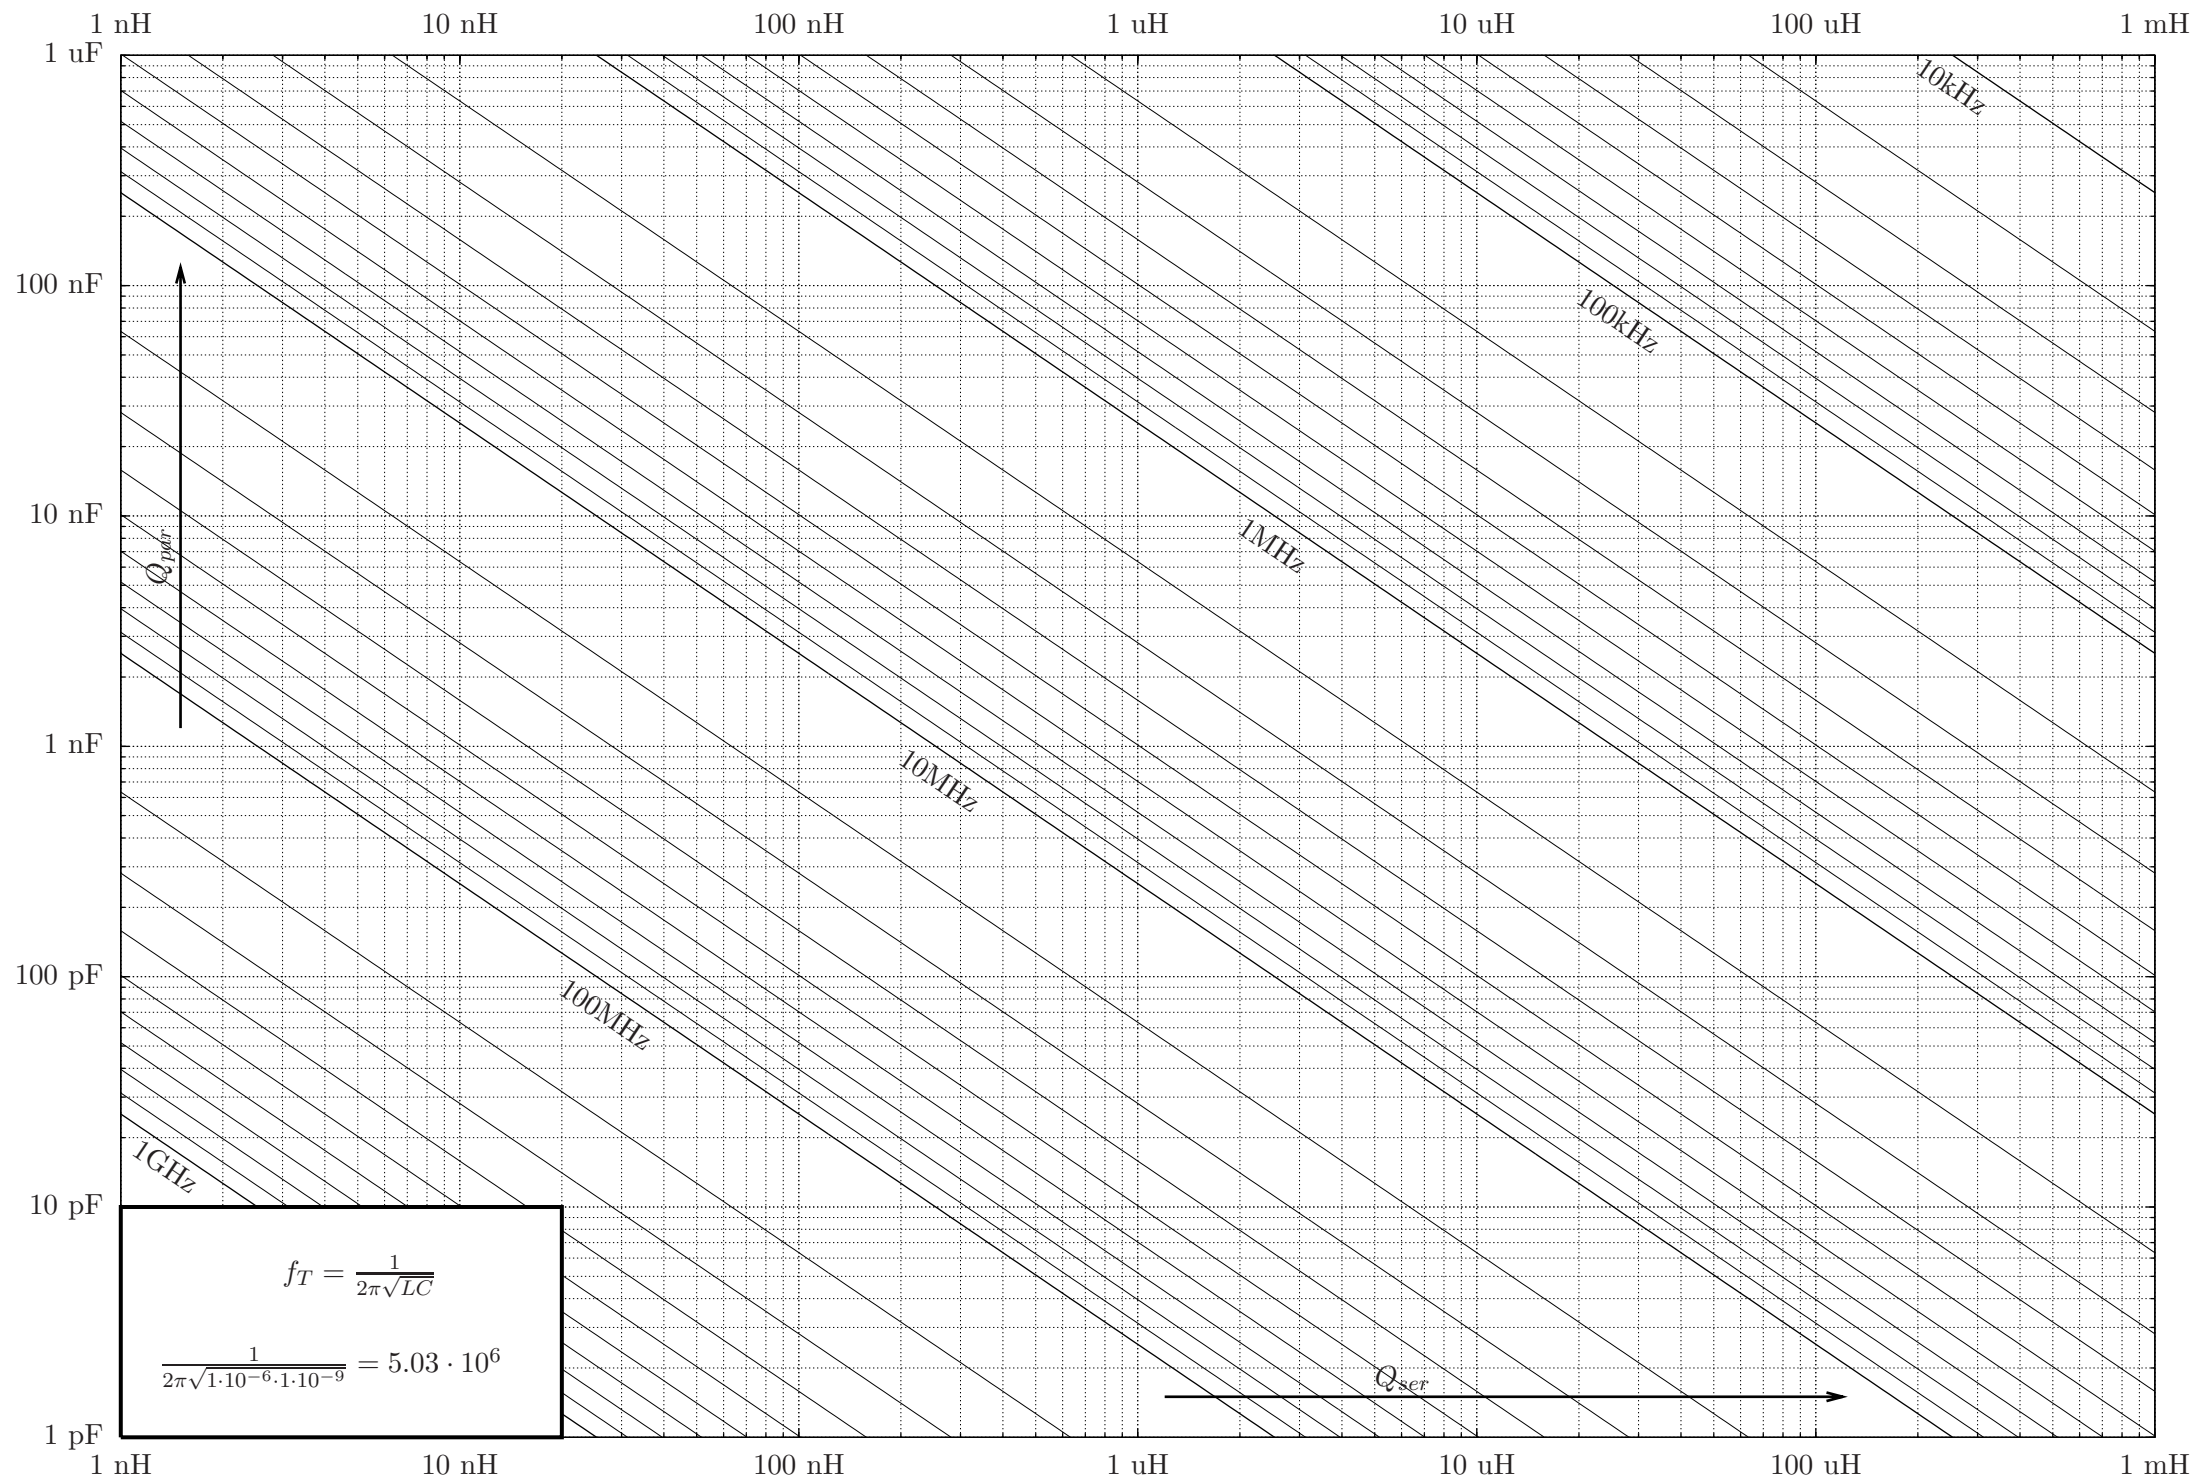 1 nH 10 nH 100 nH 1 uH 10 uH 100 uH 1 mH
1 uF
10kHz
100 nF
100kHz
10 nF
1MHz
Q_par
1 nF
10MHz
100 pF
100MHz
1GHz
10 pF
f_T = 1/(2π√LC)
1/(2π√(1·10⁻⁶·1·10⁻⁹)) = 5.03 · 10⁶
Q_ser
1 pF
1 nH 10 nH 100 nH 1 uH 10 uH 100 uH 1 mH